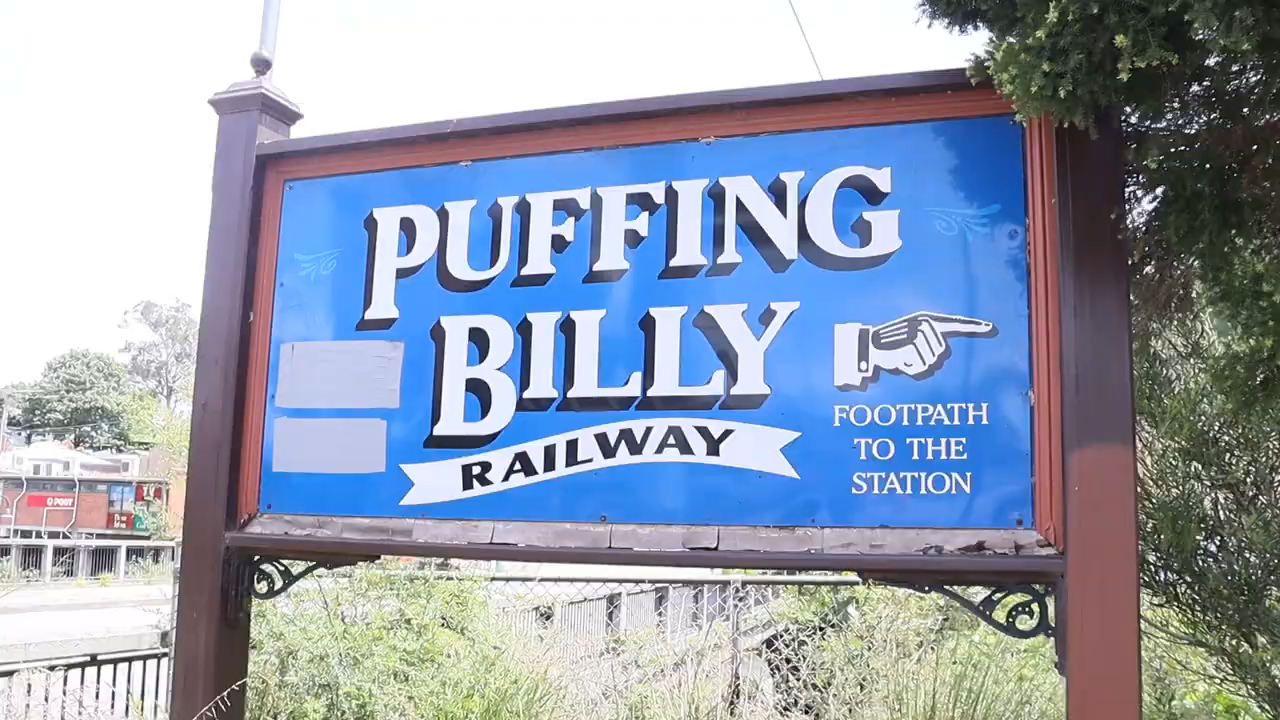 PUFFING
BILLY
RAILWAY
FOOTPATH
TO THE
STATION
POST